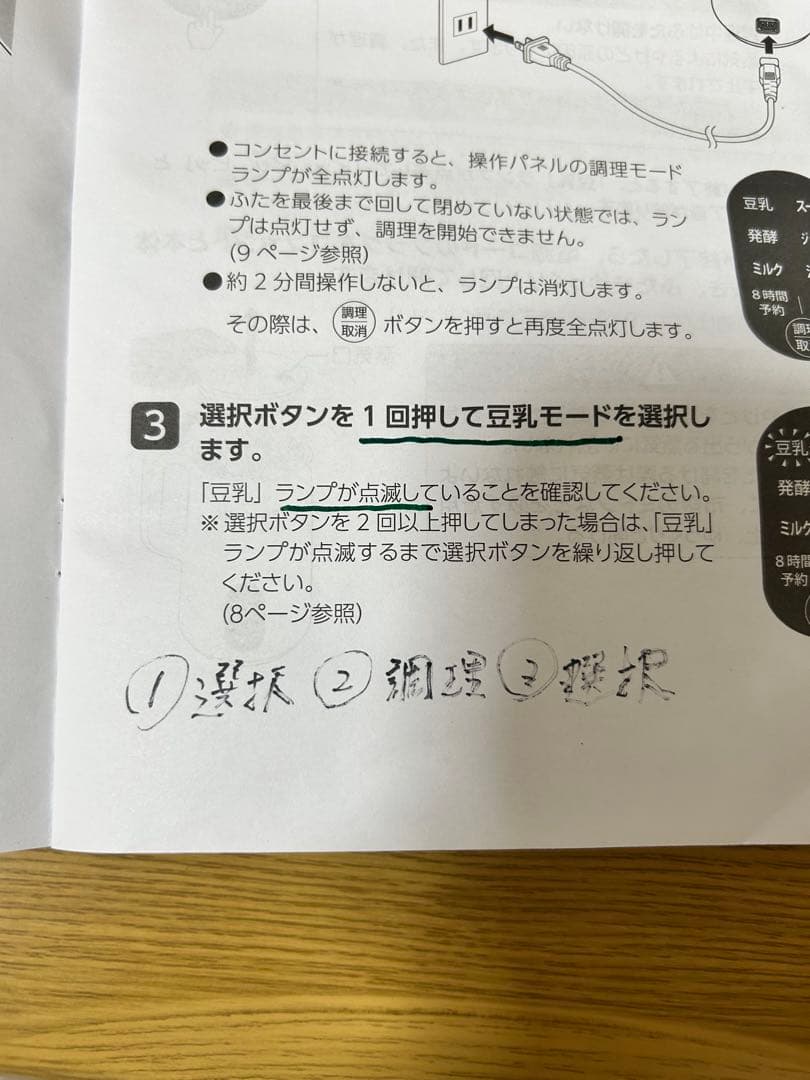 ●コンセントに接続すると、操作パネルの調理モード
ランプが全点灯します。
●ふたを最後まで回して閉めていない状態では、ラン
プは点灯せず、調理を開始できません。
(9 ページ参照)
●約 2 分間操作しないと、ランプは消灯します。
その際は、調理取消ボタンを押すと再度全点灯します。
3 選択ボタンを 1 回押して豆乳モードを選択し
ます。
「豆乳」ランプが点滅していることを確認してください。
※ 選択ボタンを 2 回以上押してしまった場合は、「豆乳」
ランプが点滅するまで選択ボタンを繰り返し押して
ください。
(8ページ参照)
①選択 ②調理 ③選択
豆乳
発酵
ミルク
8時間
予約
豆乳
発酵
ミルク
8時間
予約